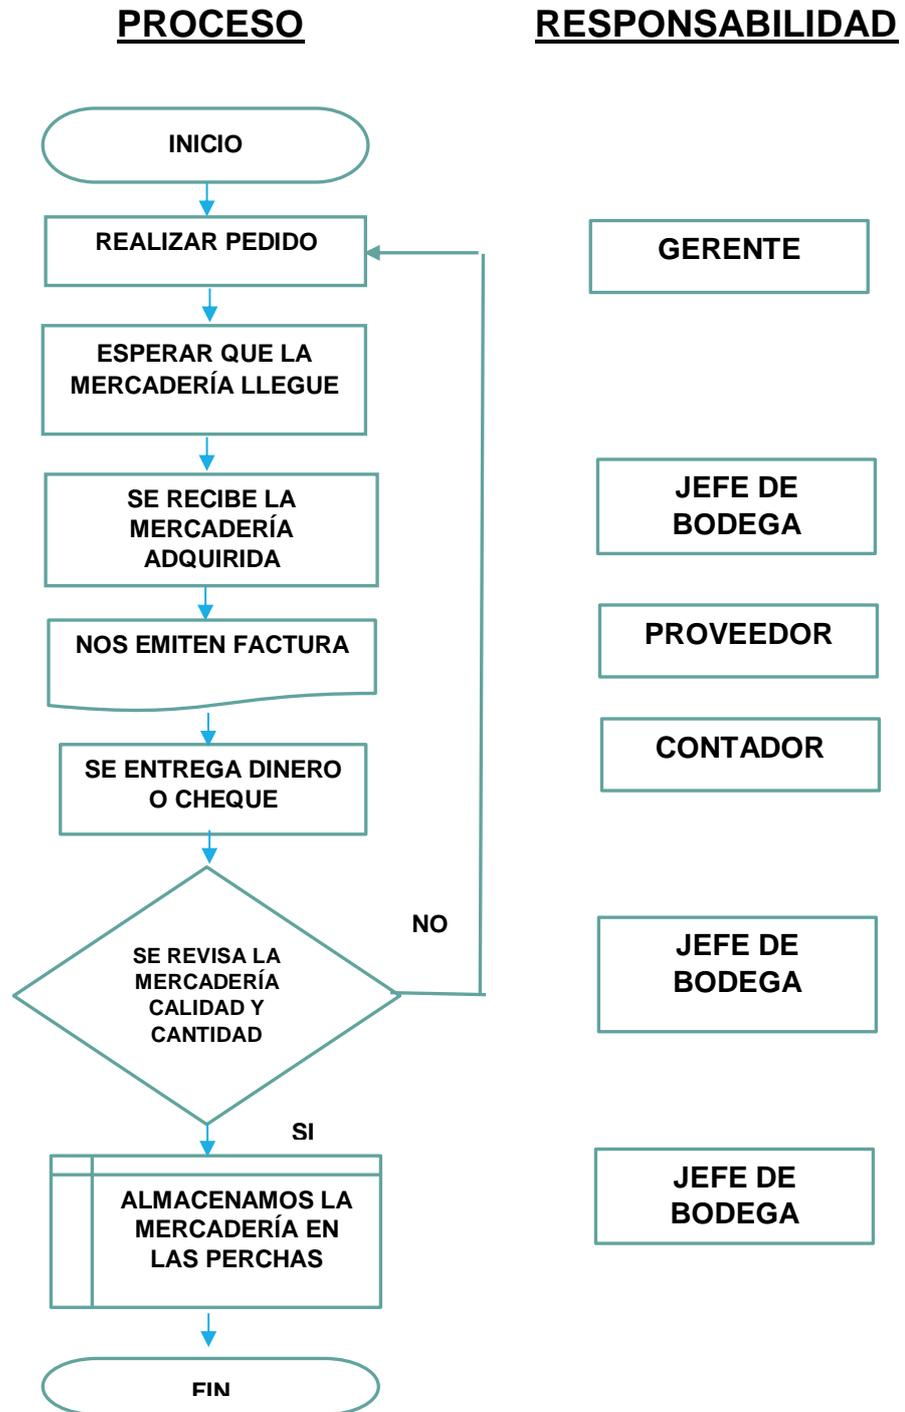 PROCESO
RESPONSABILIDAD
INICIO
REALIZAR PEDIDO
GERENTE
ESPERAR QUE LA
MERCADERÍA LLEGUE
SE RECIBE LA
MERCADERÍA
ADQUIRIDA
JEFE DE
BODEGA
NOS EMITEN FACTURA
PROVEEDOR
SE ENTREGA DINERO
O CHEQUE
CONTADOR
NO
SE REVISA LA
MERCADERÍA
CALIDAD Y
CANTIDAD
JEFE DE
BODEGA
SI
ALMACENAMOS LA
MERCADERÍA EN
LAS PERCHAS
JEFE DE
BODEGA
FIN